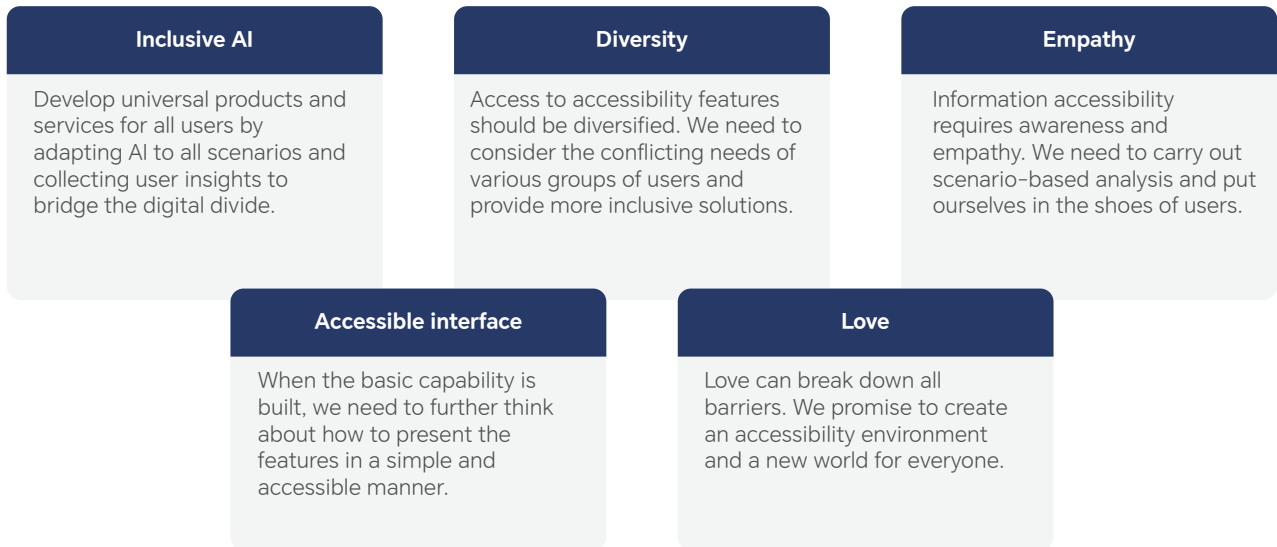 Inclusive AI
Develop universal products and
services for all users by
adapting AI to all scenarios and
collecting user insights to
bridge the digital divide.
Diversity
Access to accessibility features
should be diversified. We need to
consider the conflicting needs of
various groups of users and
provide more inclusive solutions.
Empathy
Information accessibility
requires awareness and
empathy. We need to carry out
scenario-based analysis and put
ourselves in the shoes of users.
Accessible interface
When the basic capability is
built, we need to further think
about how to present the
features in a simple and
accessible manner.
Love
Love can break down all
barriers. We promise to create
an accessibility environment
and a new world for everyone.